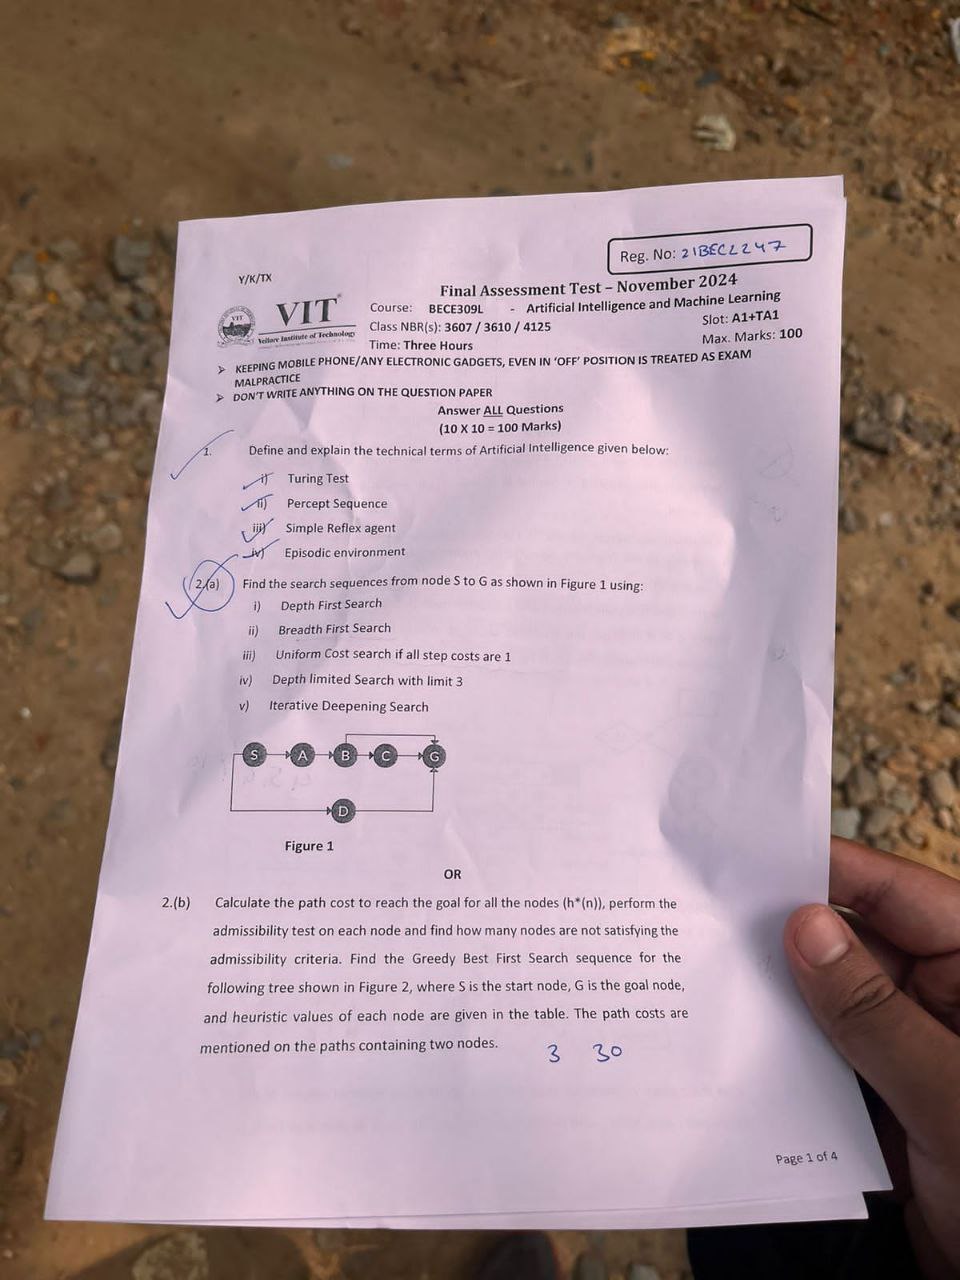 Reg. No: 21BEC2247
Y/K/TX
Final Assessment Test – November 2024
VIT
Vellore Institute of Technology
Course: BECE309L - Artificial Intelligence and Machine Learning
Class NBR(s): 3607 / 3610 / 4125
Slot: A1+TA1
Time: Three Hours
Max. Marks: 100
➢ KEEPING MOBILE PHONE/ANY ELECTRONIC GADGETS, EVEN IN 'OFF' POSITION IS TREATED AS EXAM
MALPRACTICE
➢ DON'T WRITE ANYTHING ON THE QUESTION PAPER
Answer ALL Questions
(10 X 10 = 100 Marks)
1. Define and explain the technical terms of Artificial Intelligence given below:
i) Turing Test
ii) Percept Sequence
iii) Simple Reflex agent
iv) Episodic environment
2.(a) Find the search sequences from node S to G as shown in Figure 1 using:
i) Depth First Search
ii) Breadth First Search
iii) Uniform Cost search if all step costs are 1
iv) Depth limited Search with limit 3
v) Iterative Deepening Search
S A B C G
D
Figure 1
OR
2.(b) Calculate the path cost to reach the goal for all the nodes (h*(n)), perform the
admissibility test on each node and find how many nodes are not satisfying the
admissibility criteria. Find the Greedy Best First Search sequence for the
following tree shown in Figure 2, where S is the start node, G is the goal node,
and heuristic values of each node are given in the table. The path costs are
mentioned on the paths containing two nodes.
3 30
Page 1 of 4